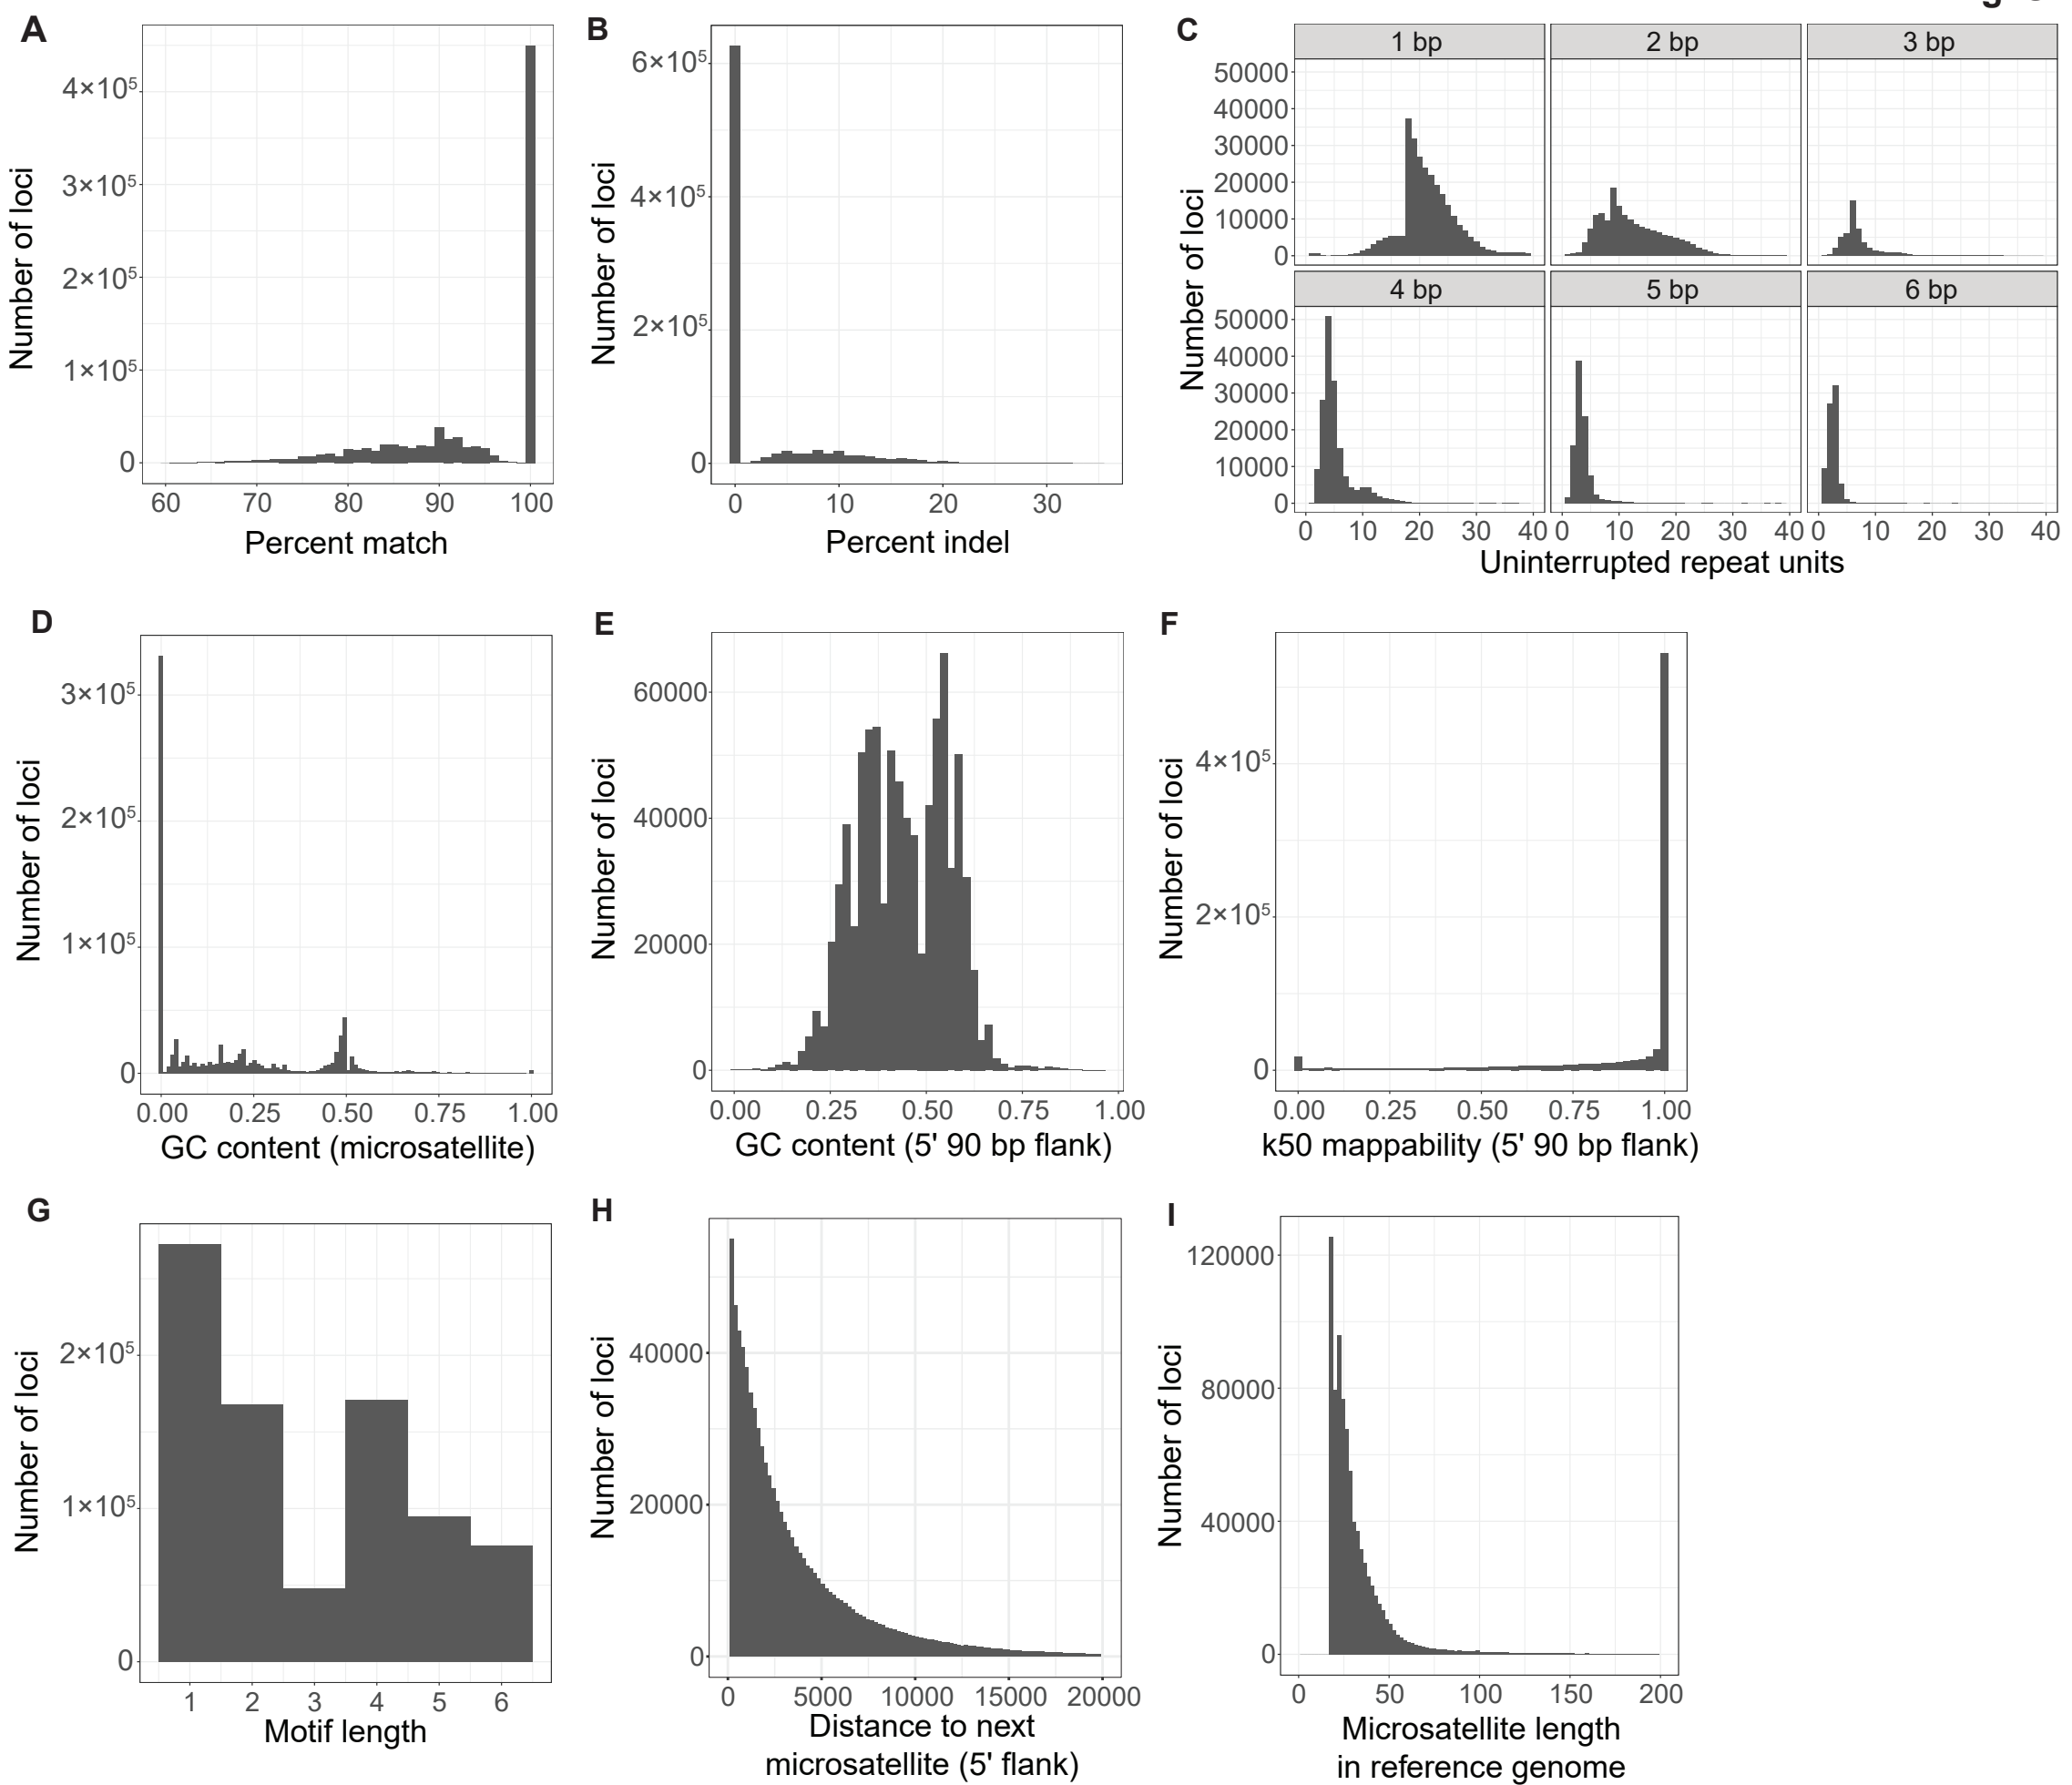 A
Number of loci
4×10⁵
3×10⁵
2×10⁵
1×10⁵
0
60 70 80 90 100
Percent match
B
Number of loci
6×10⁵
4×10⁵
2×10⁵
0
0 10 20 30
Percent indel
C
Number of loci
1 bp 2 bp 3 bp
50000
40000
30000
20000
10000
0
4 bp 5 bp 6 bp
50000
40000
30000
20000
10000
0
0 10 20 30 40 0 10 20 30 40 0 10 20 30 40
Uninterrupted repeat units
D
Number of loci
3×10⁵
2×10⁵
1×10⁵
0
0.00 0.25 0.50 0.75 1.00
GC content (microsatellite)
E
Number of loci
60000
40000
20000
0
0.00 0.25 0.50 0.75 1.00
GC content (5' 90 bp flank)
F
Number of loci
4×10⁵
2×10⁵
0
0.00 0.25 0.50 0.75 1.00
k50 mappability (5' 90 bp flank)
G
Number of loci
2×10⁵
1×10⁵
0
1 2 3 4 5 6
Motif length
H
Number of loci
40000
20000
0
0 5000 10000 15000 20000
Distance to next
microsatellite (5' flank)
I
Number of loci
120000
80000
40000
0
0 50 100 150 200
Microsatellite length
in reference genome